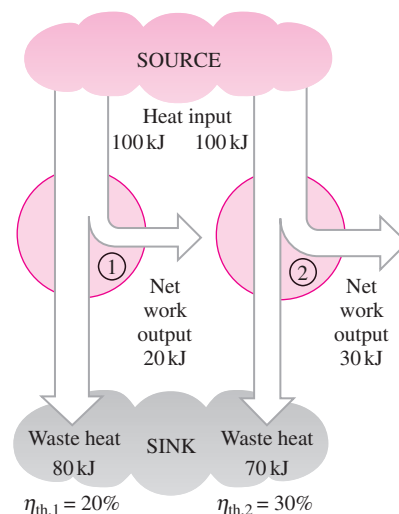 SOURCE
Heat input
100 kJ 100 kJ
1
2
Net
work
output
20 kJ
Net
work
output
30 kJ
Waste heat
80 kJ
SINK
Waste heat
70 kJ
ηth,1 = 20%
ηth,2 = 30%